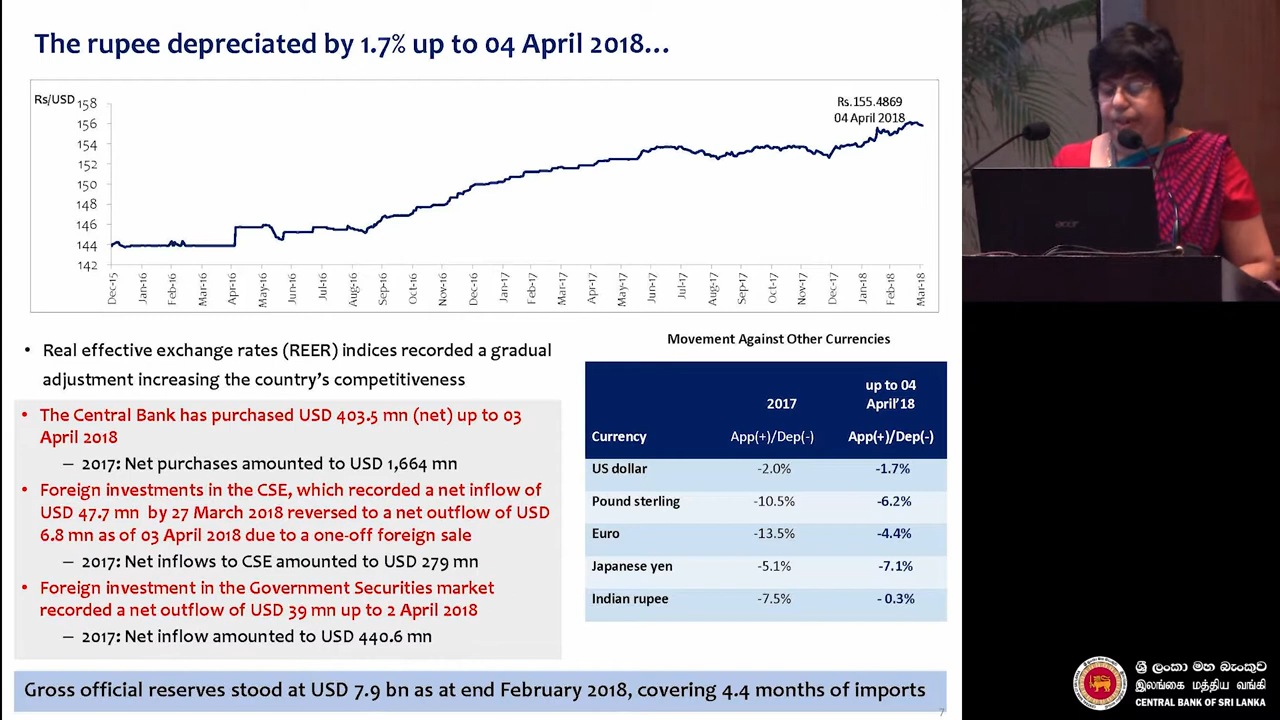 The rupee depreciated by 1.7% up to 04 April 2018...
Rs/USD
158
156
154
152
150
148
146
144
142
Rs.155.4869
04 April 2018
Dec-15
Jan-16
Feb-16
Mar-16
Apr-16
May-16
Jun-16
Jul-16
Aug-16
Sep-16
Oct-16
Nov-16
Dec-16
Jan-17
Feb-17
Mar-17
Apr-17
May-17
Jun-17
Jul-17
Aug-17
Sep-17
Oct-17
Nov-17
Dec-17
Jan-18
Feb-18
Mar-18
• Real effective exchange rates (REER) indices recorded a gradual
adjustment increasing the country's competitiveness
• The Central Bank has purchased USD 403.5 mn (net) up to 03
April 2018
– 2017: Net purchases amounted to USD 1,664 mn
• Foreign investments in the CSE, which recorded a net inflow of
USD 47.7 mn by 27 March 2018 reversed to a net outflow of USD
6.8 mn as of 03 April 2018 due to a one-off foreign sale
– 2017: Net inflows to CSE amounted to USD 279 mn
• Foreign investment in the Government Securities market
recorded a net outflow of USD 39 mn up to 2 April 2018
– 2017: Net inflow amounted to USD 440.6 mn
Movement Against Other Currencies
up to 04
2017 April'18
Currency App(+)/Dep(-) App(+)/Dep(-)
US dollar -2.0% -1.7%
Pound sterling -10.5% -6.2%
Euro -13.5% -4.4%
Japanese yen -5.1% -7.1%
Indian rupee -7.5% - 0.3%
Gross official reserves stood at USD 7.9 bn as at end February 2018, covering 4.4 months of imports
7
acer
ශ්‍රී ලංකා මහ බැංකුව
இலங்கை மத்திய வங்கி
CENTRAL BANK OF SRI LANKA